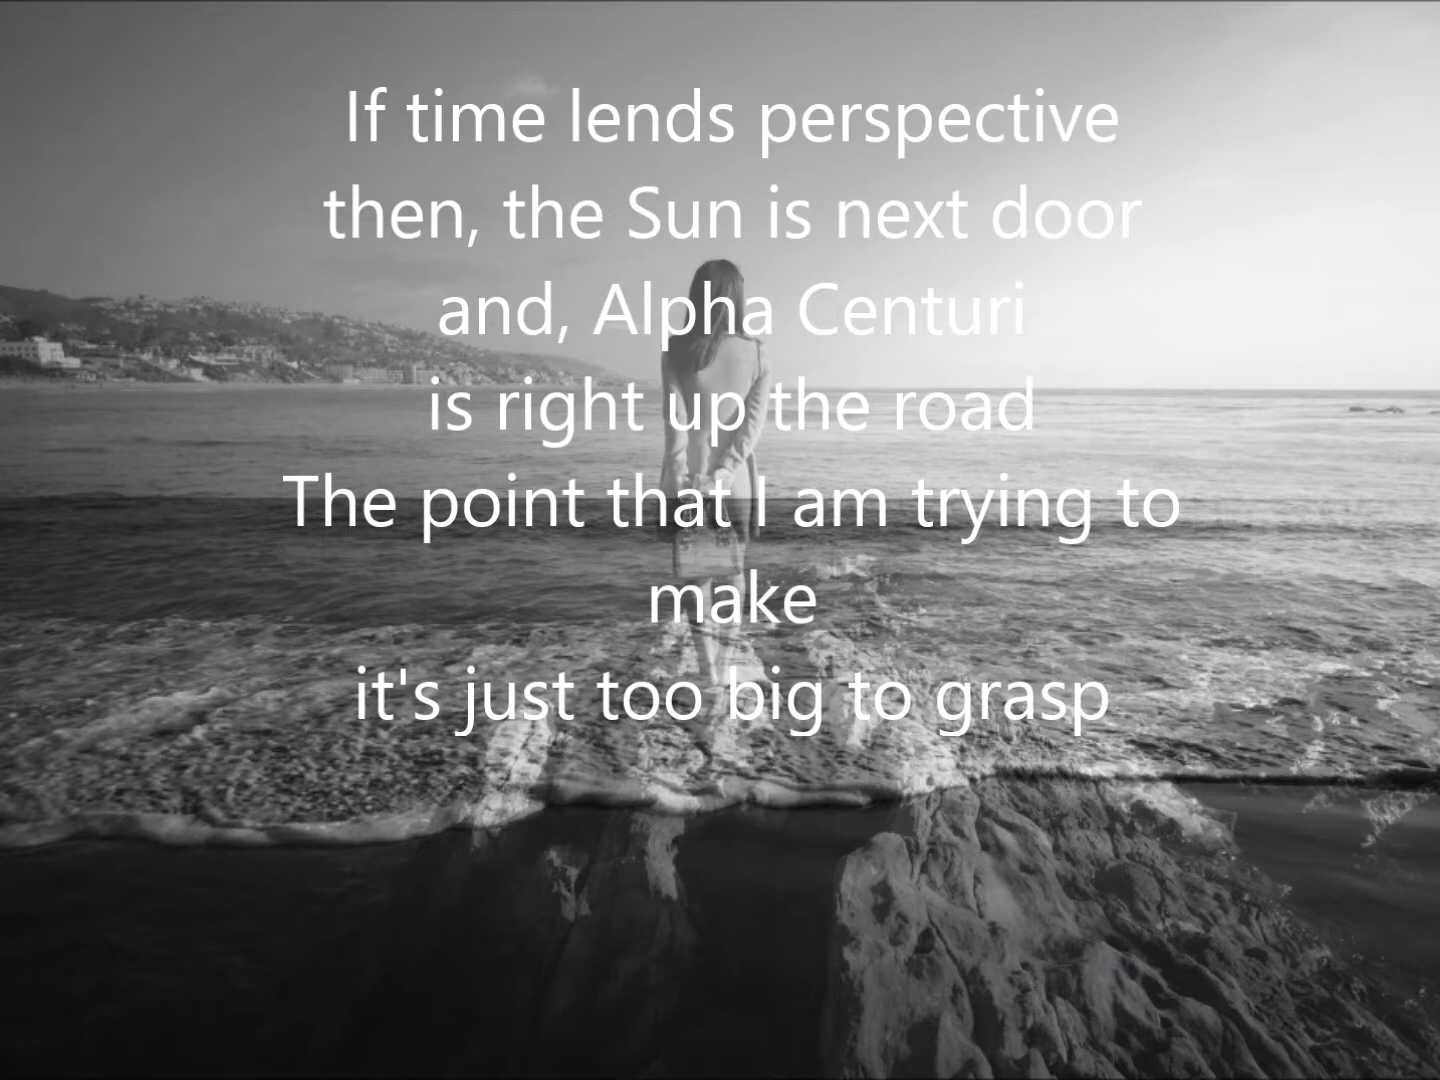 If time lends perspective
then, the Sun is next door
and, Alpha Centuri
is right up the road
The point that I am trying to
make
it's just too big to grasp